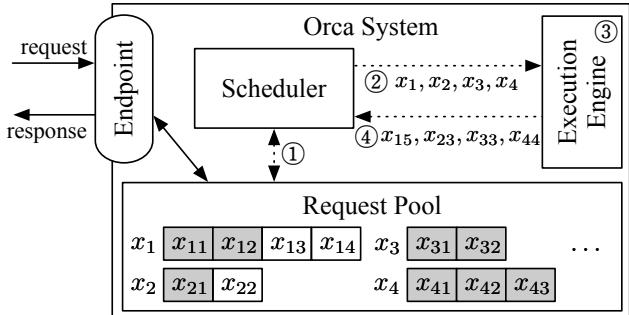 Orca System
request
response
Endpoint
Scheduler
② x₁, x₂, x₃, x₄
④ x₁₅, x₂₃, x₃₃, x₄₄
③
Execution
Engine
①
Request Pool
x₁ x₁₁ x₁₂ x₁₃ x₁₄ x₃ x₃₁ x₃₂ ...
x₂ x₂₁ x₂₂ x₄ x₄₁ x₄₂ x₄₃